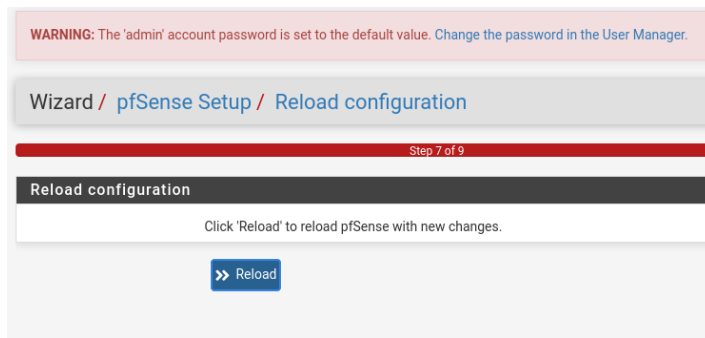 WARNING: The 'admin' account password is set to the default value. Change the password in the User Manager.
Wizard / pfSense Setup / Reload configuration
Step 7 of 9
Reload configuration
Click 'Reload' to reload pfSense with new changes.
Reload